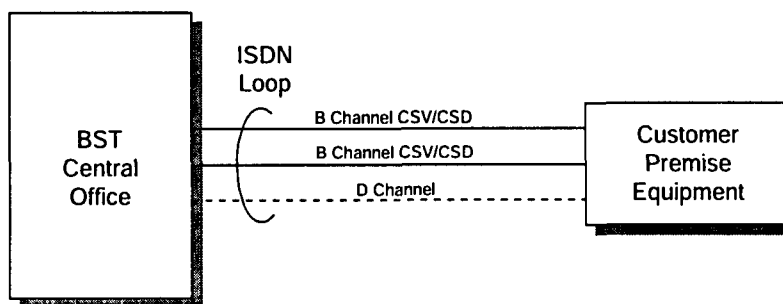 BST
Central
Office
ISDN
Loop
B Channel CSV/CSD
B Channel CSV/CSD
D Channel
Customer
Premise
Equipment